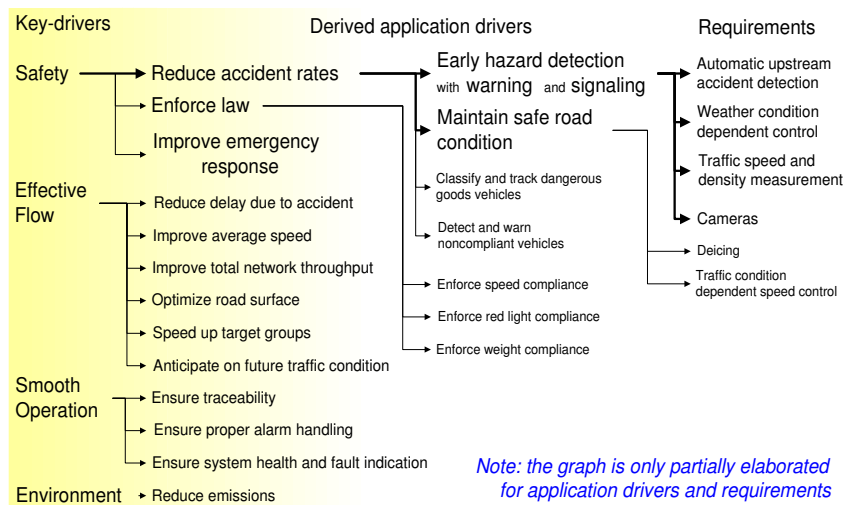 Key-drivers
Derived application drivers
Requirements
Safety
Reduce accident rates
Enforce law
Improve emergency
response
Early hazard detection
with warning and signaling
Maintain safe road
condition
Classify and track dangerous
goods vehicles
Detect and warn
noncompliant vehicles
Enforce speed compliance
Enforce red light compliance
Enforce weight compliance
Automatic upstream
accident detection
Weather condition
dependent control
Traffic speed and
density measurement
Cameras
Deicing
Traffic condition
dependent speed control
Effective
Flow
Reduce delay due to accident
Improve average speed
Improve total network throughput
Optimize road surface
Speed up target groups
Anticipate on future traffic condition
Smooth
Operation
Ensure traceability
Ensure proper alarm handling
Ensure system health and fault indication
Environment
Reduce emissions
Note: the graph is only partially elaborated
for application drivers and requirements